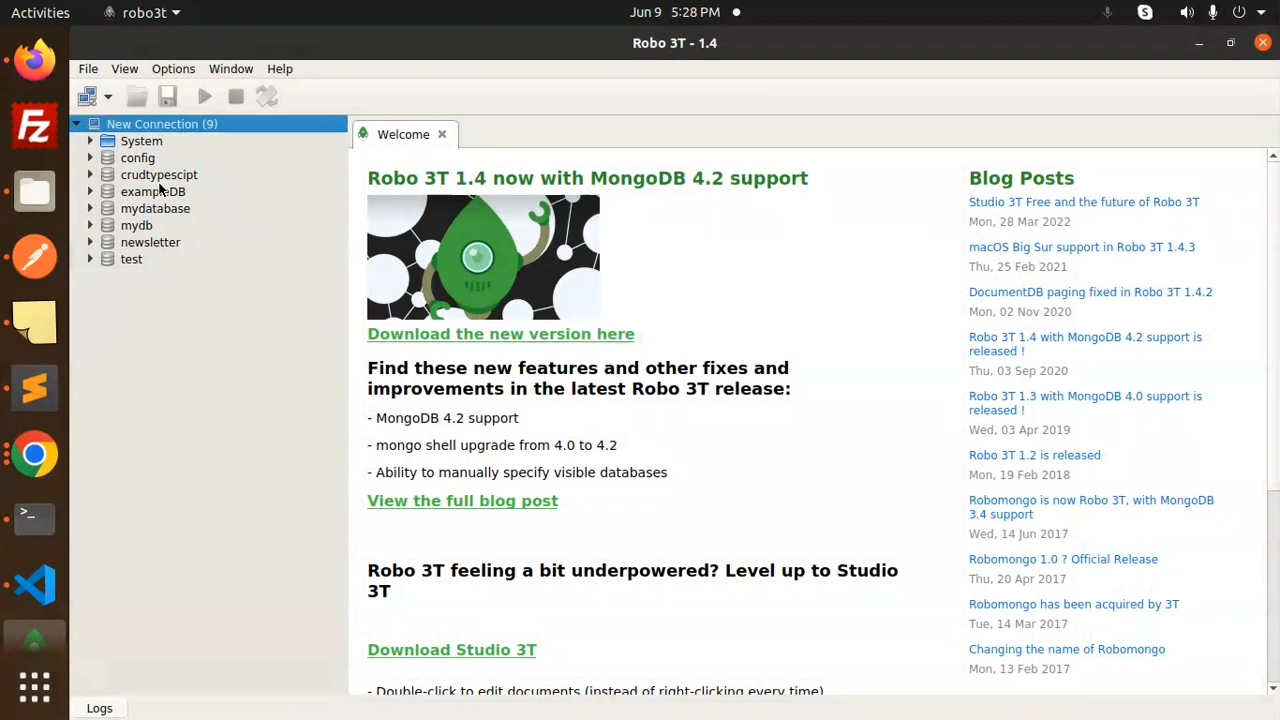 Activities robo3t Jun 9 5:28 PM
Robo 3T - 1.4
File View Options Window Help
New Connection (9)
System
config
crudtypescipt
exampleDB
mydatabase
mydb
newsletter
test
Welcome
Robo 3T 1.4 now with MongoDB 4.2 support
Download the new version here
Find these new features and other fixes and
improvements in the latest Robo 3T release:
- MongoDB 4.2 support
- mongo shell upgrade from 4.0 to 4.2
- Ability to manually specify visible databases
View the full blog post
Robo 3T feeling a bit underpowered? Level up to Studio
3T
Download Studio 3T
- Double-click to edit documents (instead of right-clicking every time)
Blog Posts
Studio 3T Free and the future of Robo 3T
Mon, 28 Mar 2022
macOS Big Sur support in Robo 3T 1.4.3
Thu, 25 Feb 2021
DocumentDB paging fixed in Robo 3T 1.4.2
Mon, 02 Nov 2020
Robo 3T 1.4 with MongoDB 4.2 support is
released !
Thu, 03 Sep 2020
Robo 3T 1.3 with MongoDB 4.0 support is
released !
Wed, 03 Apr 2019
Robo 3T 1.2 is released
Mon, 19 Feb 2018
Robomongo is now Robo 3T, with MongoDB
3.4 support
Wed, 14 Jun 2017
Robomongo 1.0 ? Official Release
Thu, 20 Apr 2017
Robomongo has been acquired by 3T
Tue, 14 Mar 2017
Changing the name of Robomongo
Mon, 13 Feb 2017
Logs